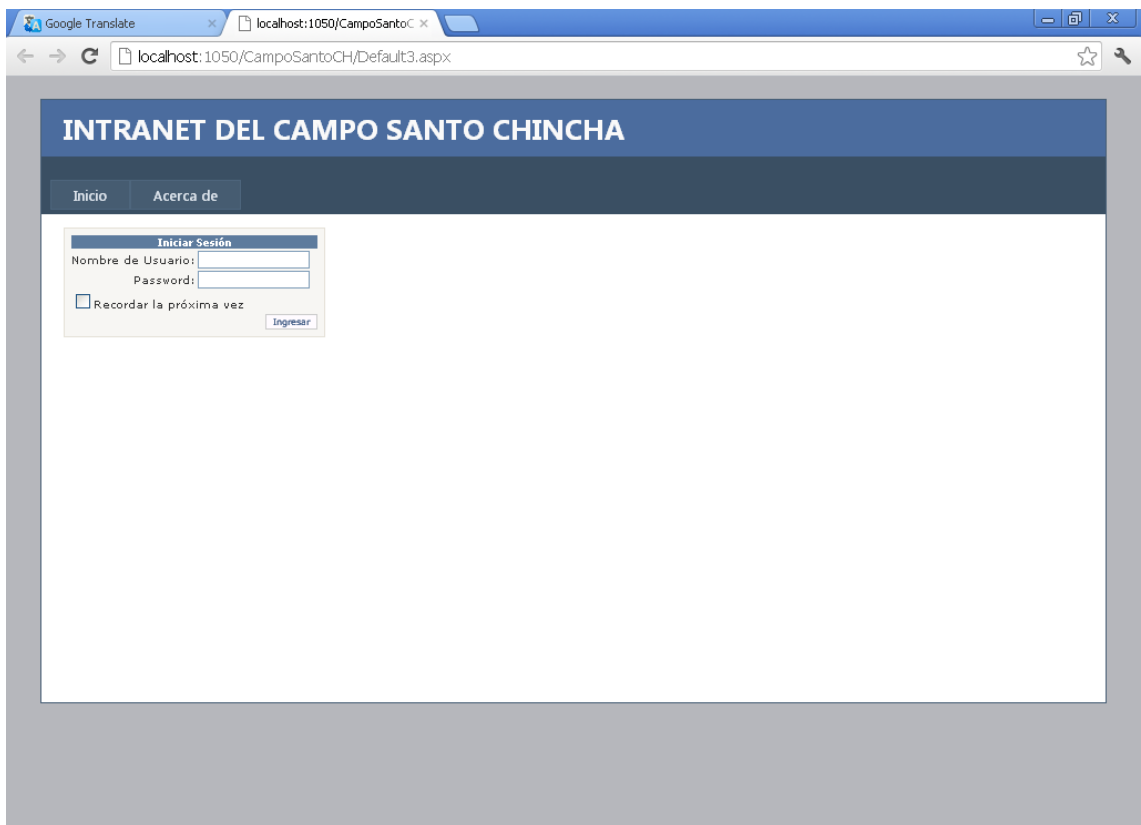 Google Translate
localhost:1050/CampoSantoC
localhost:1050/CampoSantoCH/Default3.aspx
INTRANET DEL CAMPO SANTO CHINCHA
Inicio Acerca de
Iniciar Sesión
Nombre de Usuario:
Password:
Recordar la próxima vez
Ingresar